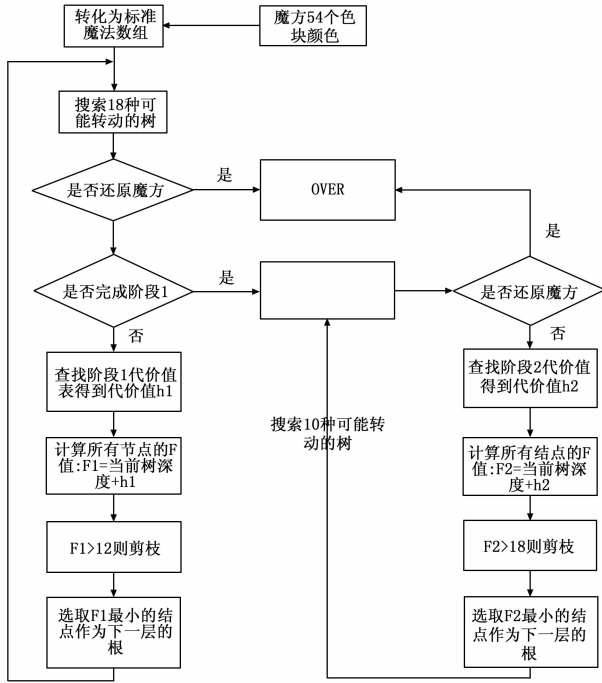 转化为标准
魔法数组
魔方54个色
块颜色
搜索18种可
能转动的树
是否还原魔方
是
OVER
是
是否完成阶段1
是
是否还原魔方
否
否
查找阶段1代价值
表得到代价值h1
查找阶段2代价值
得到代价值h2
搜索10种可能转
动的树
计算所有节点的F
值:F1=当前树深
度+h1
计算所有结点的F
值:F2=当前树深
度+h2
F1>12则剪枝
F2>18则剪枝
选取F1最小的结
点作为下一层的
根
选取F2最小的结
点作为下一层的
根